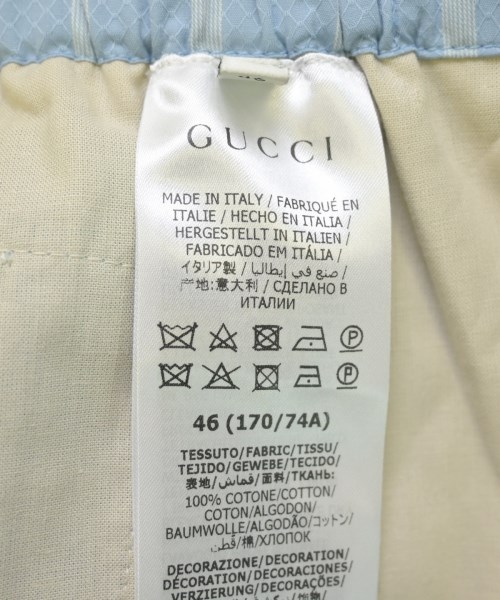 GUCCI
MADE IN ITALY / FABRIQUÉ EN
ITALIE / HECHO EN ITALIA /
HERGESTELLT IN ITALIEN /
FABRICADO EM ITÁLIA /
イタリア製 / صنع في إيطاليا /
产地:意大利 / СДЕЛАНО В
ИТАЛИИ
P
P
46 (170/74A)
TESSUTO/FABRIC/TISSU/
TEJIDO/GEWEBE/TECIDO/
表地/قماش/面料/ТКАНЬ:
100% COTONE/COTTON/
COTON/ALGODON/
BAUMWOLLE/ALGODÃO/コットン/
قطن/棉/ХЛОПОК
DECORAZIONE/DECORATION/
DÉCORATION/DECORACIONES/
VERZIERUNG/DECORAÇÕES/